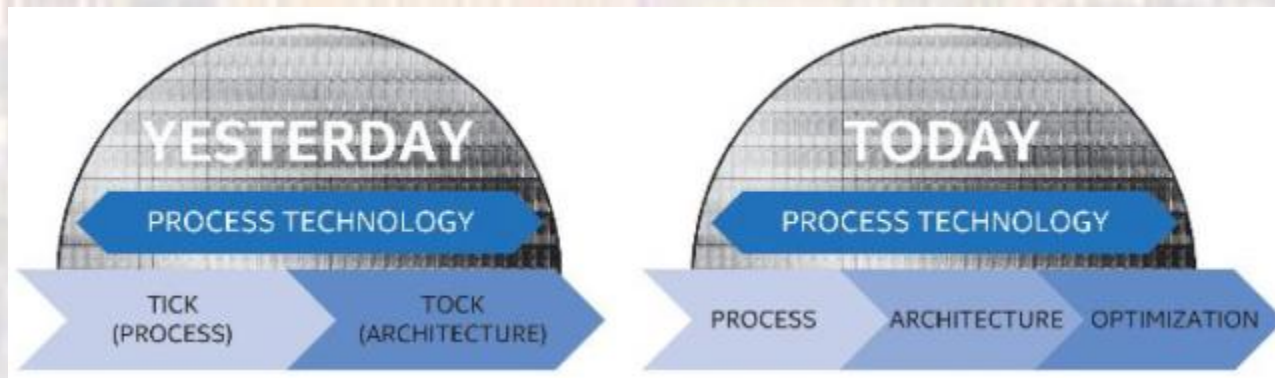 YESTERDAY
PROCESS TECHNOLOGY
TICK
(PROCESS)
TOCK
(ARCHITECTURE)
TODAY
PROCESS TECHNOLOGY
PROCESS
ARCHITECTURE
OPTIMIZATION